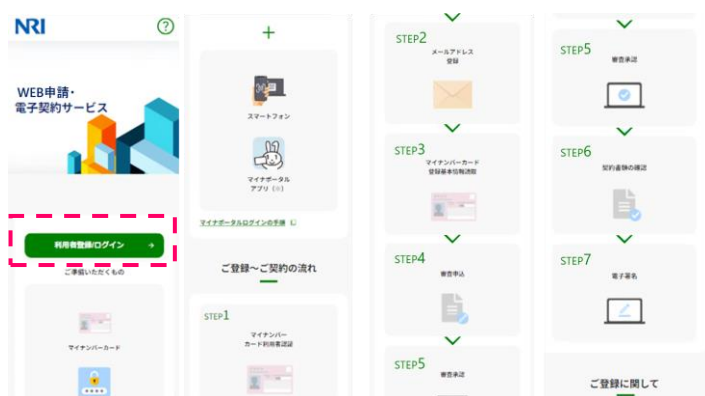 NRI
?
WEB申請・
電子契約サービス
利用者登録/ログイン →
ご準備いただくもの
マイナンバーカード
+
スマートフォン
マイナポータル
アプリ (※)
マイナポータルログインの手順
ご登録〜ご契約の流れ
STEP1
マイナンバー
カード利用者認証
STEP2
メールアドレス
登録
STEP3
マイナンバーカード
登録基本情報読取
STEP4
審査申込
STEP5
審査承認
STEP5
審査承認
STEP6
契約書類の確認
STEP7
電子署名
ご登録に関して